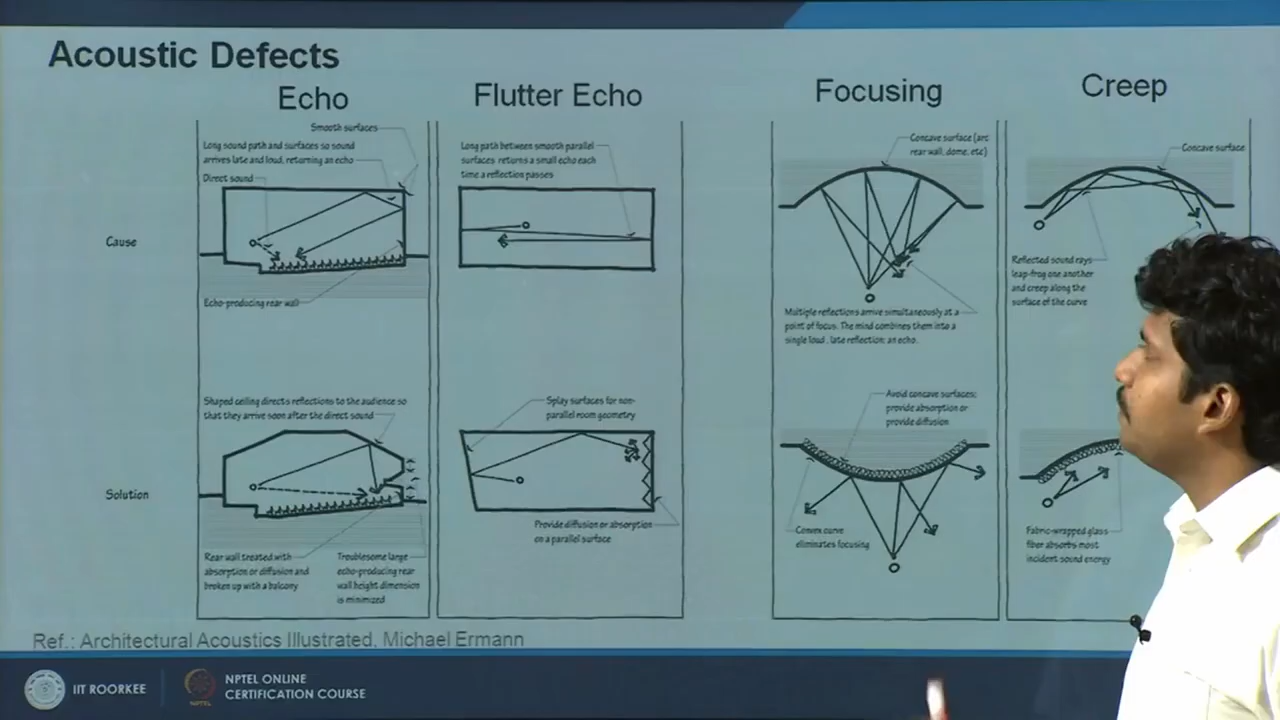 Acoustic Defects
Echo
Flutter Echo
Focusing
Creep
Smooth surfaces
Long sound path and surfaces so sound
arrives late and loud, returning an echo
Direct sound
Echo-producing rear wall
Long path between smooth parallel
surfaces returns a small echo each
time a reflection passes
Concave surface (arc
rear wall, dome, etc)
Multiple reflections arrive simultaneously at a
point of focus. The mind combines them into a
single loud, late reflection: an echo.
Concave surface
Reflected sound rays
leap-frog one another
and creep along the
surface of the curve
Cause
Shaped ceiling directs reflections to the audience so
that they arrive soon after the direct sound
Rear wall treated with
absorption or diffusion and
broken up with a balcony
Troublesome large
echo-producing rear
wall height dimension
is minimized
Splay surfaces for non-
parallel room geometry
Provide diffusion or absorption
on a parallel surface
Avoid concave surfaces;
provide absorption or
provide diffusion
Convex curve
eliminates focusing
Fabric-wrapped glass
fiber absorbs most
incident sound energy
Solution
Ref.: Architectural Acoustics Illustrated, Michael Ermann
IIT ROORKEE
NPTEL
NPTEL ONLINE
CERTIFICATION COURSE